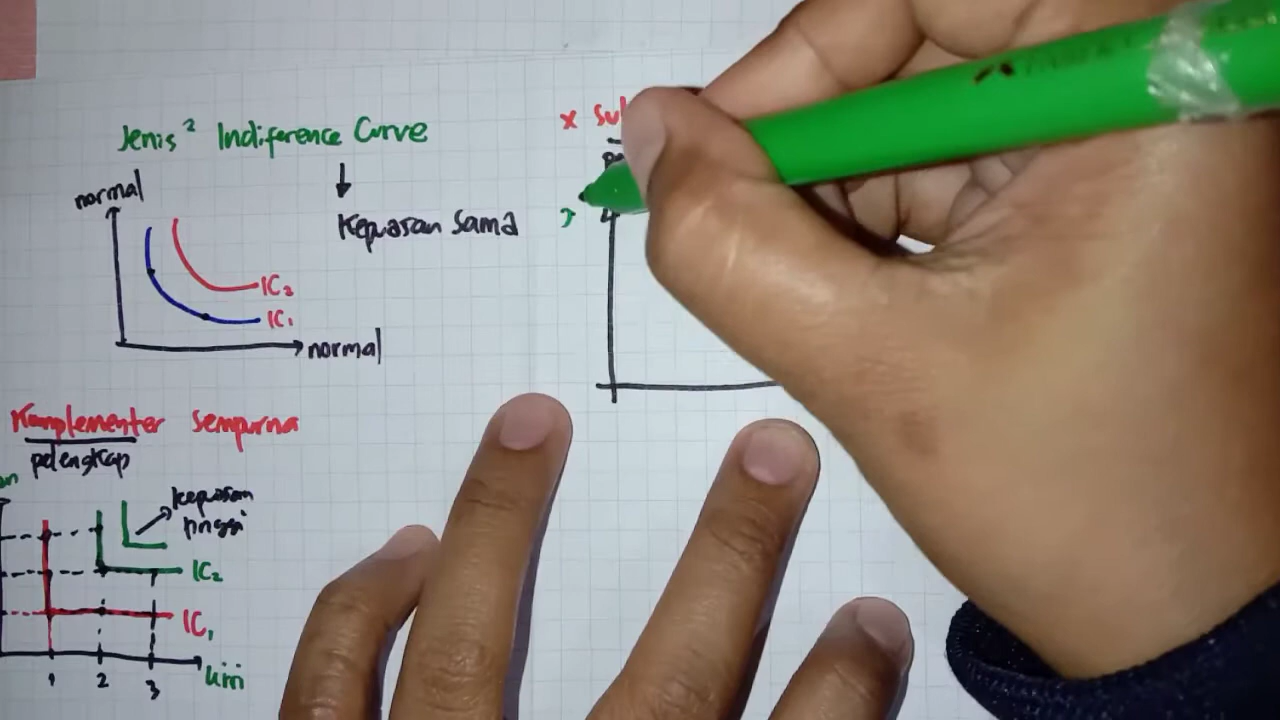 Jenis² Indiference Curve
Kepuasan Sama
normal
IC₂
IC₁
normal
x
Komplementer Sempurna
pelengkap
an
kepuasan
tinggi
IC₂
IC₁
1 2 3
kiri